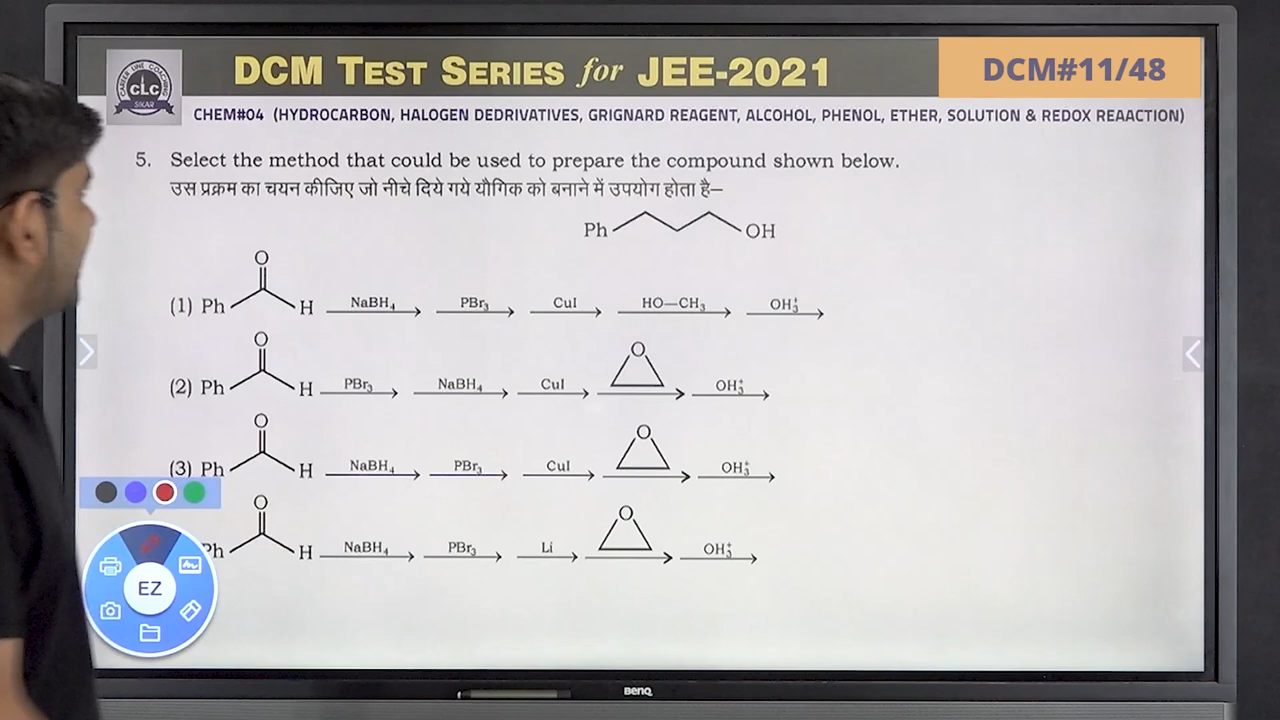 DCM TEST SERIES for JEE-2021
DCM#11/48
CAREER LINE COACHING
CLC
SIKAR
CHEM#04 (HYDROCARBON, HALOGEN DEDRIVATIVES, GRIGNARD REAGENT, ALCOHOL, PHENOL, ETHER, SOLUTION & REDOX REAACTION)
5. Select the method that could be used to prepare the compound shown below.
उस प्रक्रम का चयन कीजिए जो नीचे दिये गये यौगिक को बनाने में उपयोग होता है–
Ph OH
O
(1) Ph H NaBH₄ PBr₃ CuI HO—CH₃ OH₃⁺
O O
(2) Ph H PBr₃ NaBH₄ CuI OH₃⁺
O O
(3) Ph H NaBH₄ PBr₃ CuI OH₃⁺
O O
Ph H NaBH₄ PBr₃ Li OH₃⁺
EZ
BENQ